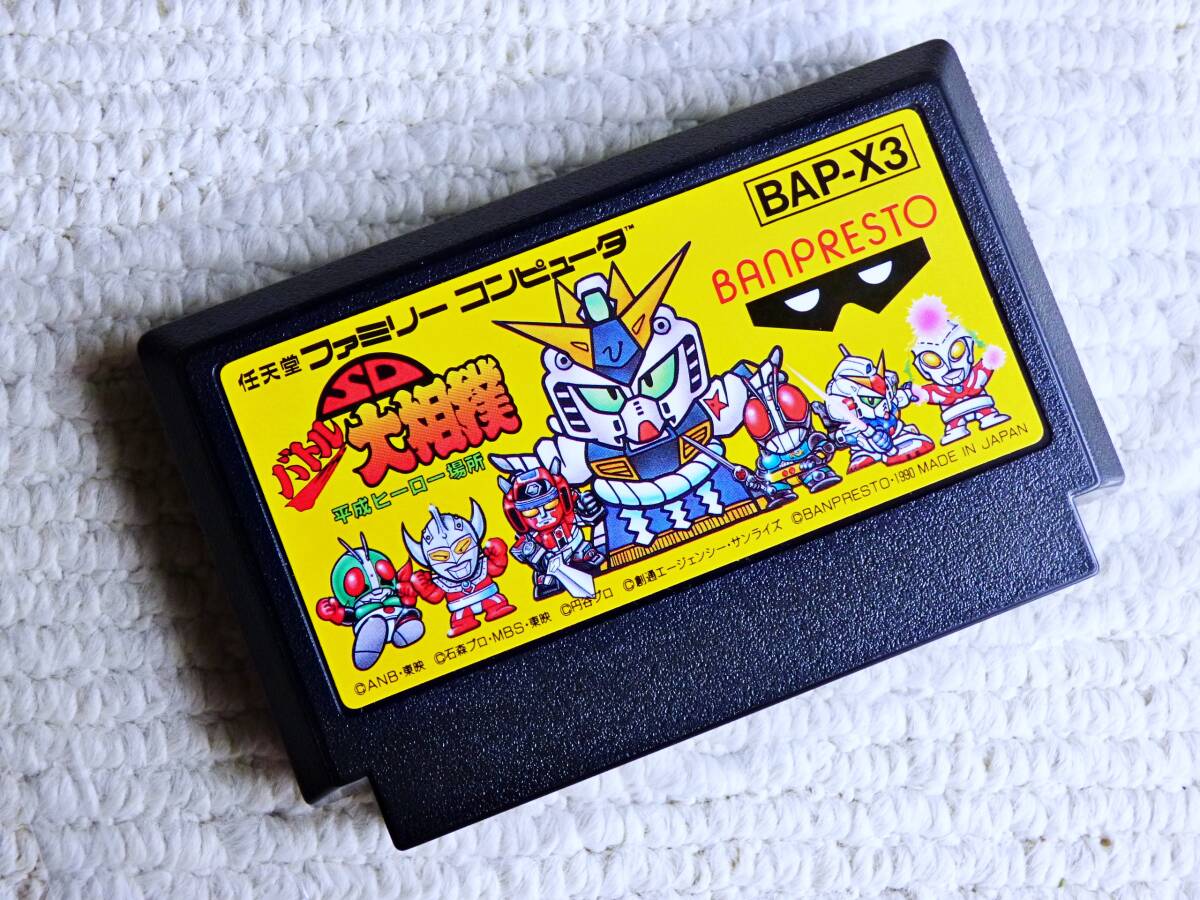 BAP-X3
BANPRESTO
任天堂 ファミリー コンピュータ™
SD
バトル大相撲
平成ヒーロー場所
©ANB・東映 ©石森プロ・MBS・東映 ©円谷プロ ©創通エージェンシー・サンライズ ©BANPRESTO・1990 MADE IN JAPAN